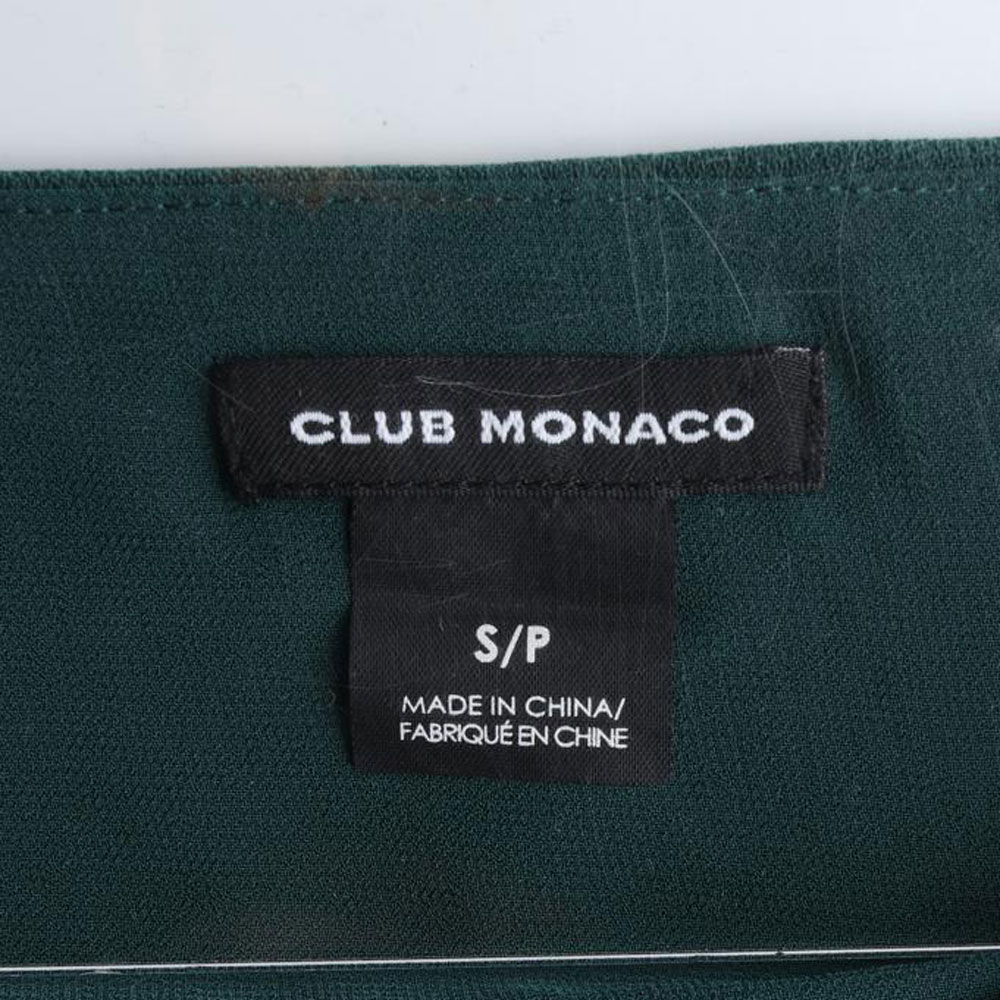 CLUB MONACO
S/P
MADE IN CHINA/
FABRIQUÉ EN CHINE